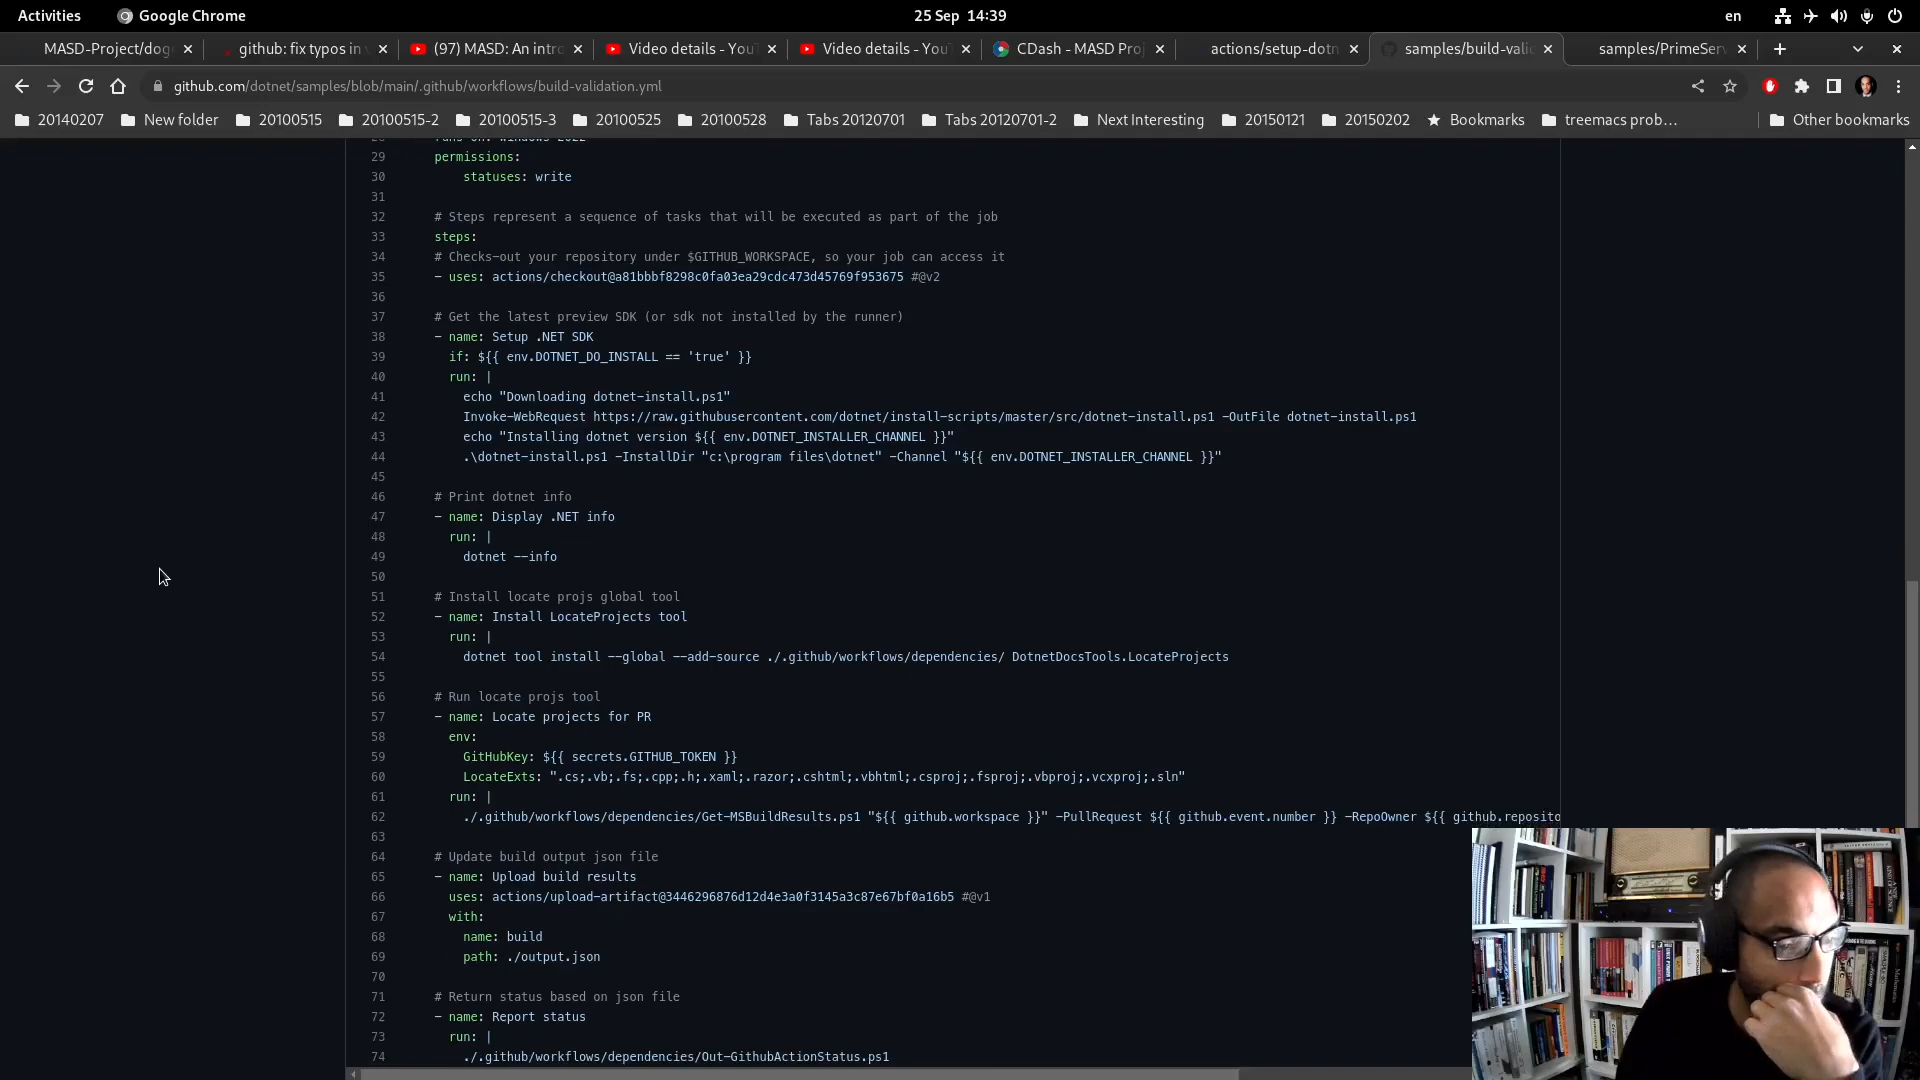 Activities
Google Chrome
25 Sep 14:39
en
MASD-Project/dog
github: fix typos in
(97) MASD: An intr
Video details - You
Video details - You
CDash - MASD Pro
actions/setup-dotn
samples/build-valid
samples/PrimeServ
github.com/dotnet/samples/blob/main/.github/workflows/build-validation.yml
20140207
New folder
20100515
20100515-2
20100515-3
20100525
20100528
Tabs 20120701
Tabs 20120701-2
Next Interesting
20150121
20150202
Bookmarks
treemacs prob…
Other bookmarks
29 permissions:
30 statuses: write
31
32 # Steps represent a sequence of tasks that will be executed as part of the job
33 steps:
34 # Checks-out your repository under $GITHUB_WORKSPACE, so your job can access it
35 - uses: actions/checkout@a81bbbf8298c0fa03ea29cdc473d45769f953675 #@v2
36
37 # Get the latest preview SDK (or sdk not installed by the runner)
38 - name: Setup .NET SDK
39 if: ${{ env.DOTNET_DO_INSTALL == 'true' }}
40 run: |
41 echo "Downloading dotnet-install.ps1"
42 Invoke-WebRequest https://raw.githubusercontent.com/dotnet/install-scripts/master/src/dotnet-install.ps1 -OutFile dotnet-install.ps1
43 echo "Installing dotnet version ${{ env.DOTNET_INSTALLER_CHANNEL }}"
44 .\dotnet-install.ps1 -InstallDir "c:\program files\dotnet" -Channel "${{ env.DOTNET_INSTALLER_CHANNEL }}"
45
46 # Print dotnet info
47 - name: Display .NET info
48 run: |
49 dotnet --info
50
51 # Install locate projs global tool
52 - name: Install LocateProjects tool
53 run: |
54 dotnet tool install --global --add-source ./.github/workflows/dependencies/ DotnetDocsTools.LocateProjects
55
56 # Run locate projs tool
57 - name: Locate projects for PR
58 env:
59 GitHubKey: ${{ secrets.GITHUB_TOKEN }}
60 LocateExts: ".cs;.vb;.fs;.cpp;.h;.xaml;.razor;.cshtml;.vbhtml;.csproj;.fsproj;.vbproj;.vcxproj;.sln"
61 run: |
62 ./.github/workflows/dependencies/Get-MSBuildResults.ps1 "${{ github.workspace }}" -PullRequest ${{ github.event.number }} -RepoOwner ${{ github.reposito
63
64 # Update build output json file
65 - name: Upload build results
66 uses: actions/upload-artifact@3446296876d12d4e3a0f3145a3c87e67bf0a16b5 #@v1
67 with:
68 name: build
69 path: ./output.json
70
71 # Return status based on json file
72 - name: Report status
73 run: |
74 ./.github/workflows/dependencies/Out-GithubActionStatus.ps1